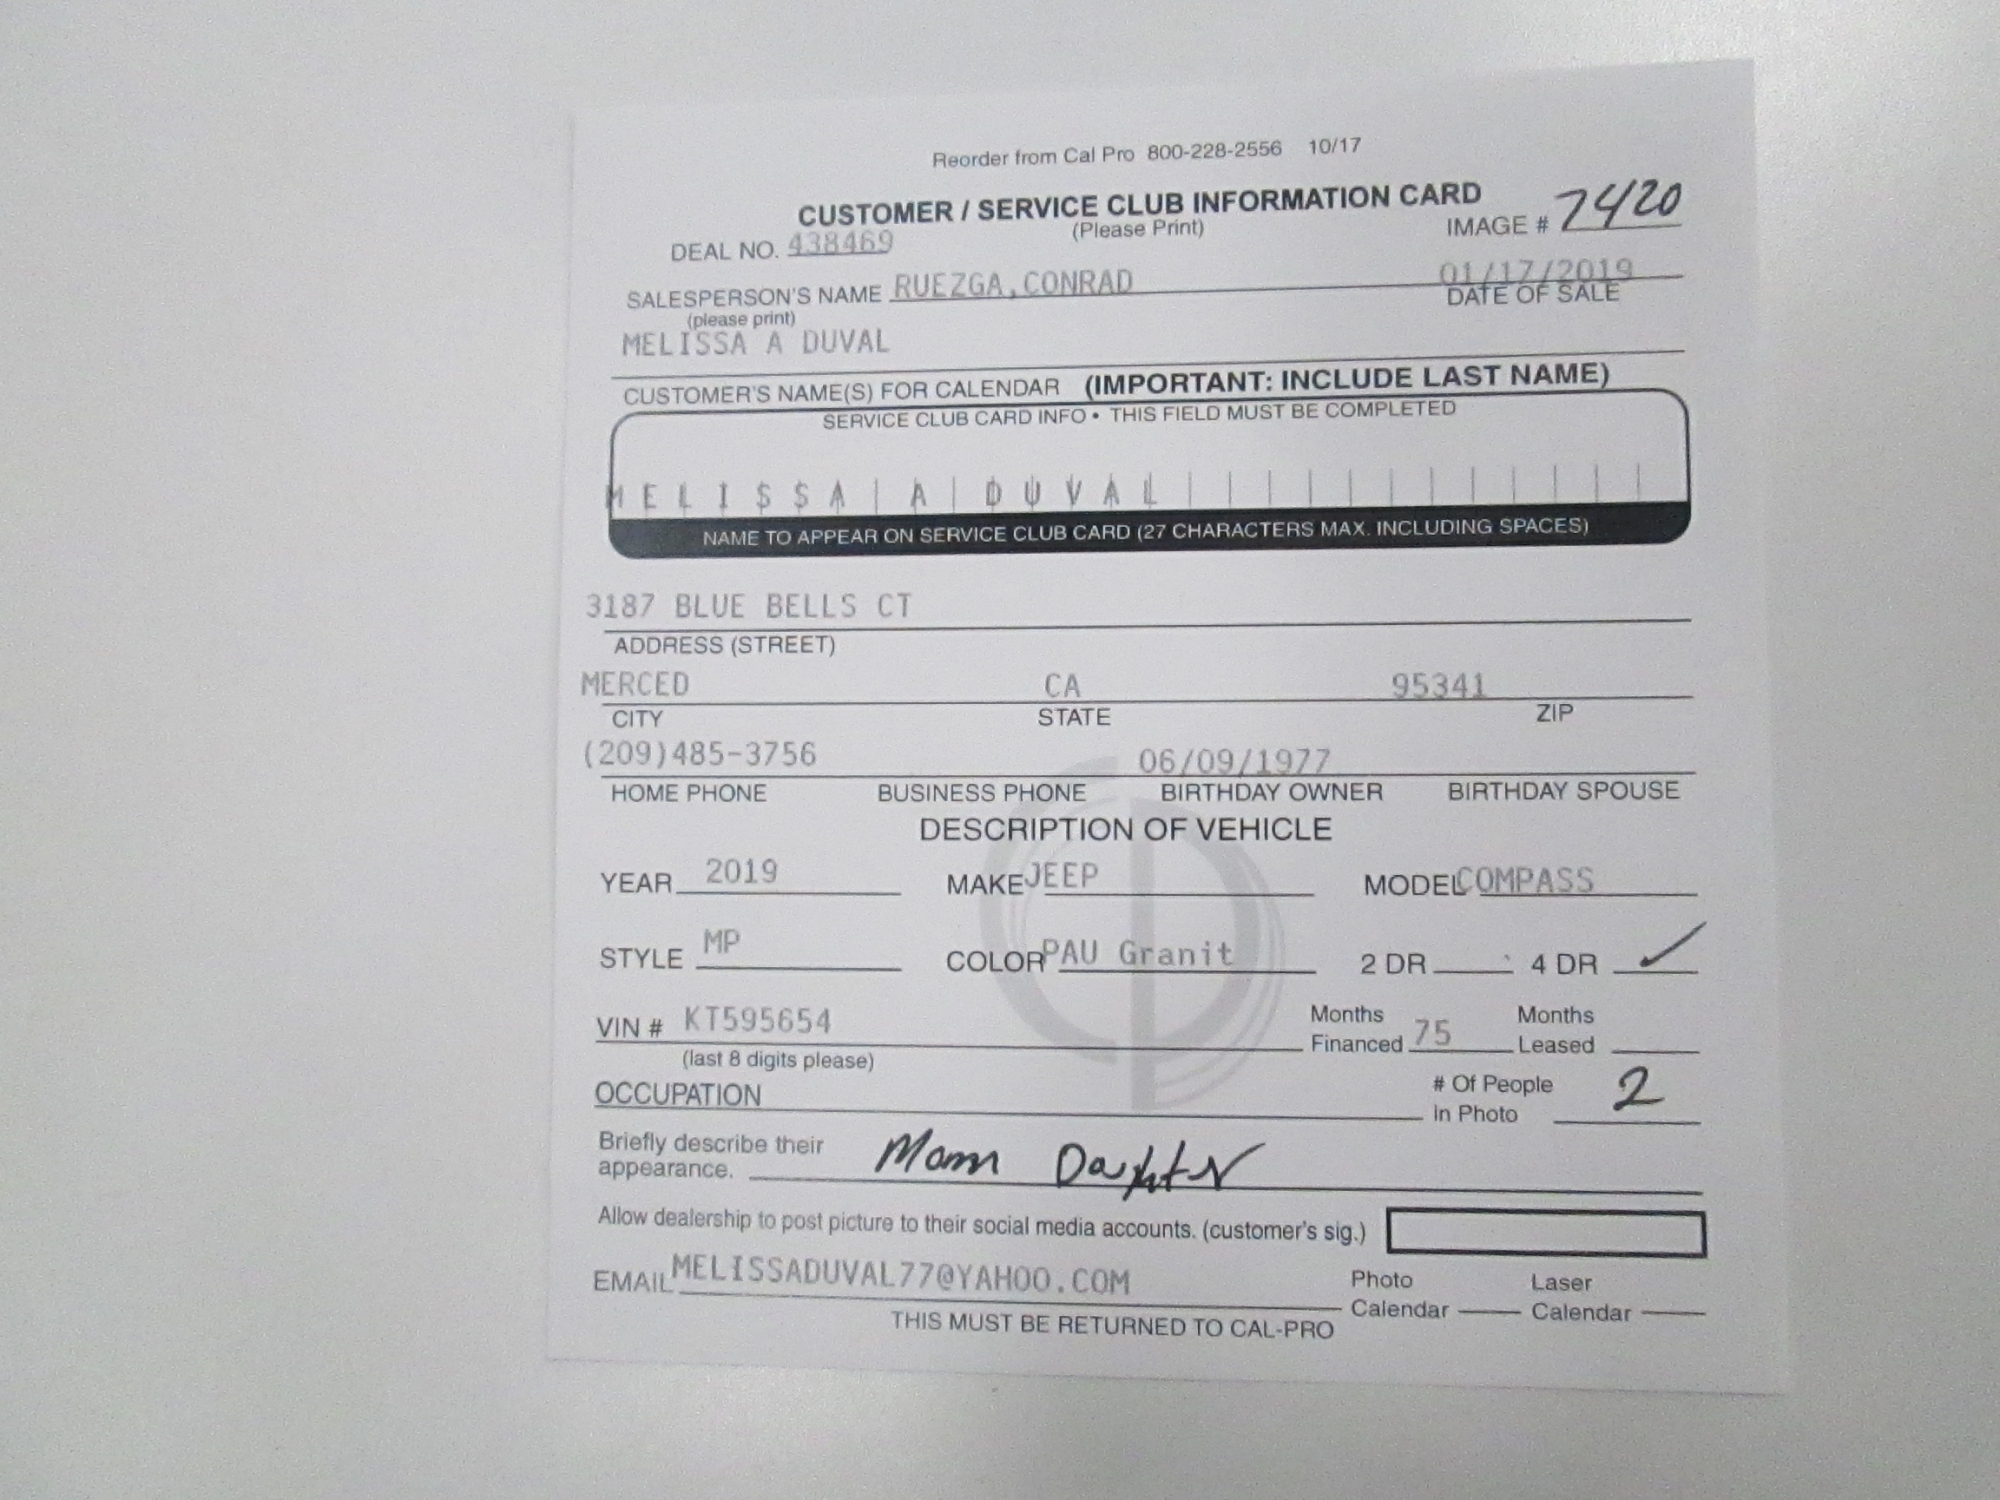 Reorder from Cal Pro 800-228-2556 10/17
CUSTOMER / SERVICE CLUB INFORMATION CARD
(Please Print)
IMAGE # 7420
DEAL NO. 438469
SALESPERSON'S NAME RUEZGA,CONRAD
01/17/2019
(please print)
DATE OF SALE
MELISSA A DUVAL
CUSTOMER'S NAME(S) FOR CALENDAR (IMPORTANT: INCLUDE LAST NAME)
SERVICE CLUB CARD INFO • THIS FIELD MUST BE COMPLETED
MELISSA A DUVAL
NAME TO APPEAR ON SERVICE CLUB CARD (27 CHARACTERS MAX. INCLUDING SPACES)
3187 BLUE BELLS CT
ADDRESS (STREET)
MERCED CA 95341
CITY STATE ZIP
(209)485-3756 06/09/1977
HOME PHONE BUSINESS PHONE BIRTHDAY OWNER BIRTHDAY SPOUSE
DESCRIPTION OF VEHICLE
YEAR 2019 MAKE JEEP MODEL COMPASS
STYLE MP COLOR PAU Granit 2 DR 4 DR ✓
VIN # KT595654 Months Financed 75 Months Leased
(last 8 digits please)
OCCUPATION # Of People in Photo 2
Briefly describe their appearance. Mom Daughter
Allow dealership to post picture to their social media accounts. (customer's sig.)
EMAIL MELISSADUVAL77@YAHOO.COM Photo Calendar Laser Calendar
THIS MUST BE RETURNED TO CAL-PRO